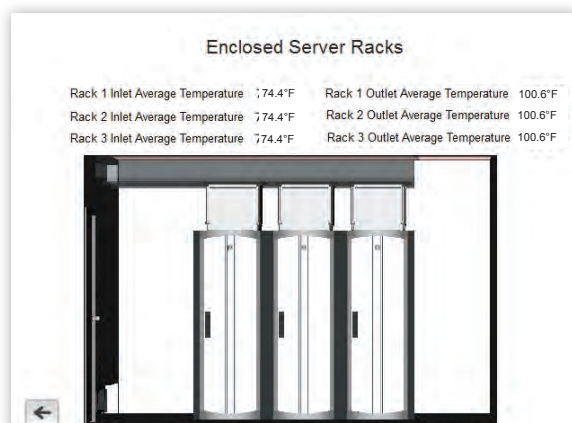 Enclosed Server Racks
Rack 1 Inlet Average Temperature 74.4°F Rack 1 Outlet Average Temperature 100.6°F
Rack 2 Inlet Average Temperature 74.4°F Rack 2 Outlet Average Temperature 100.6°F
Rack 3 Inlet Average Temperature 74.4°F Rack 3 Outlet Average Temperature 100.6°F